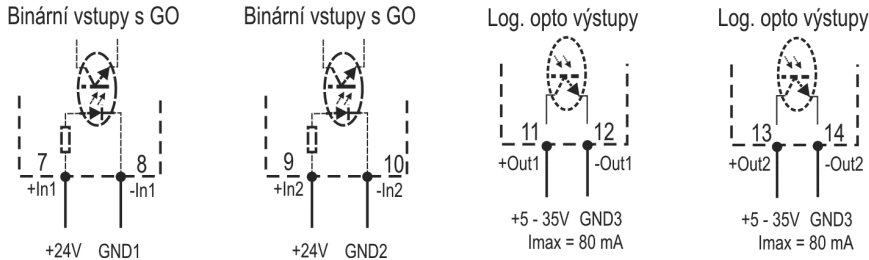 Binární vstupy s GO
7
8
+In1
-In1
+24V GND1
Binární vstupy s GO
9
10
+In2
-In2
+24V GND2
Log. opto výstupy
11
12
+Out1
-Out1
+5 - 35V GND3
Imax = 80 mA
Log. opto výstupy
13
14
+Out2
-Out2
+5 - 35V GND3
Imax = 80 mA